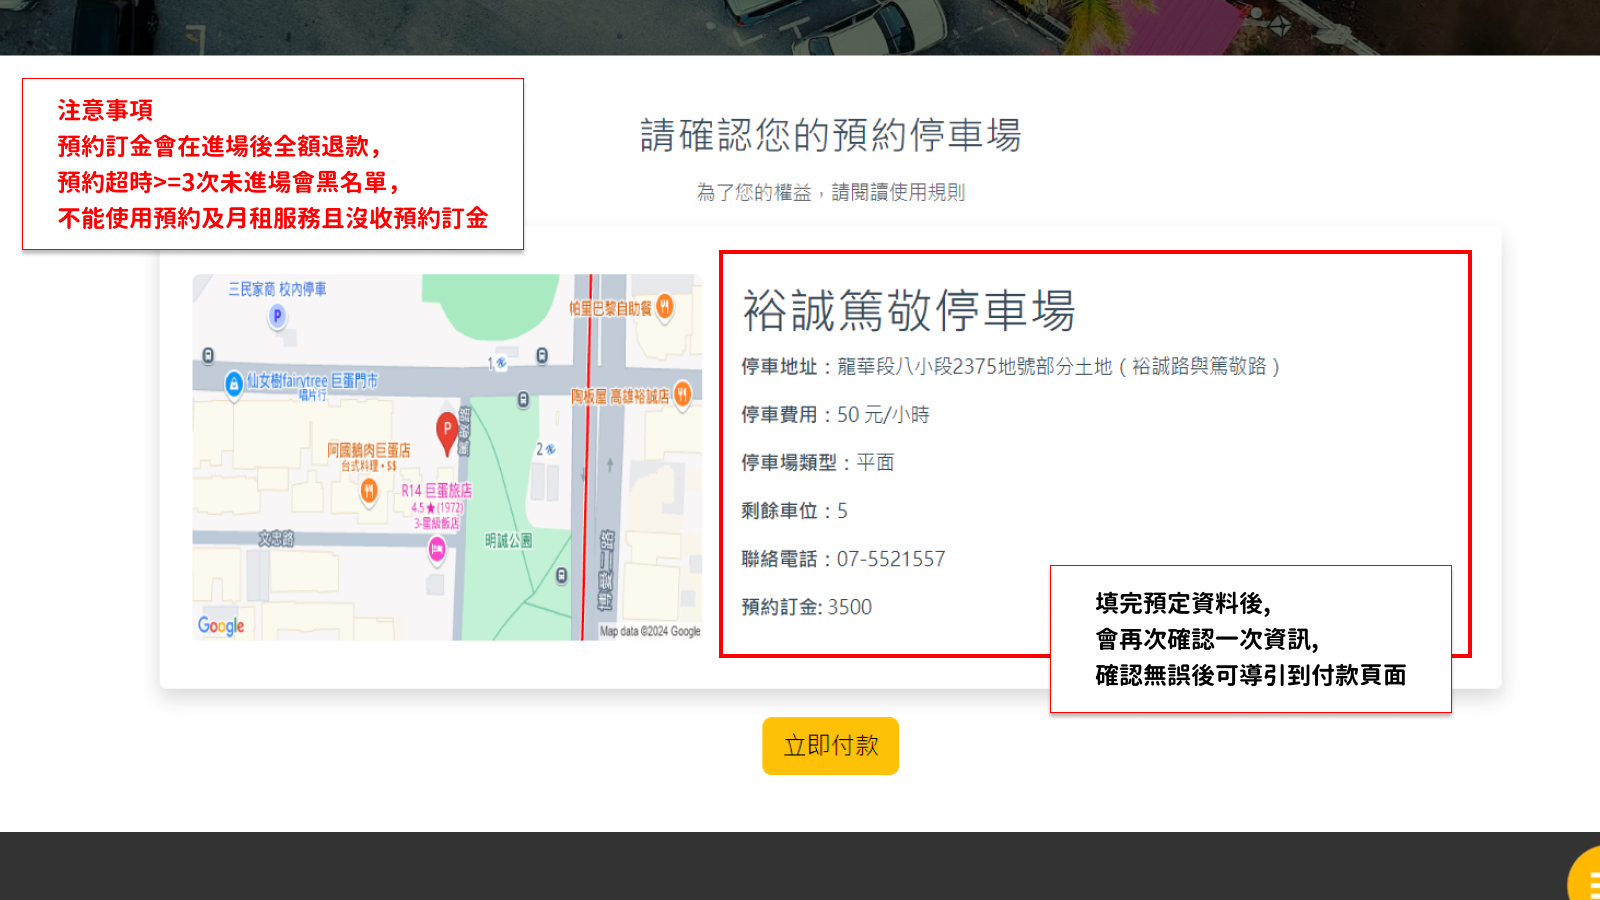 注意事項
預約訂金會在進場後全額退款,
預約超時>=3次未進場會黑名單,
不能使用預約及月租服務且沒收預約訂金
請確認您的預約停車場
為了您的權益，請閱讀使用規則
三民家商 校內停車
P
帕里巴黎自助餐
1
仙女樹fairytree 巨蛋門市
唱片行
陶板屋 高雄裕誠店
P
篤敬路
2
阿國鵝肉巨蛋店
台式料理・$$
R14 巨蛋旅店
4.5★(1972)
3-星級飯店
文忠路
明誠公園
博愛二路
Google
Map data ©2024 Google
裕誠篤敬停車場
停車地址：龍華段八小段2375地號部分土地 ( 裕誠路與篤敬路 )
停車費用：50 元/小時
停車場類型：平面
剩餘車位：5
聯絡電話：07-5521557
預約訂金: 3500
填完預定資料後,
會再次確認一次資訊,
確認無誤後可導引到付款頁面
立即付款